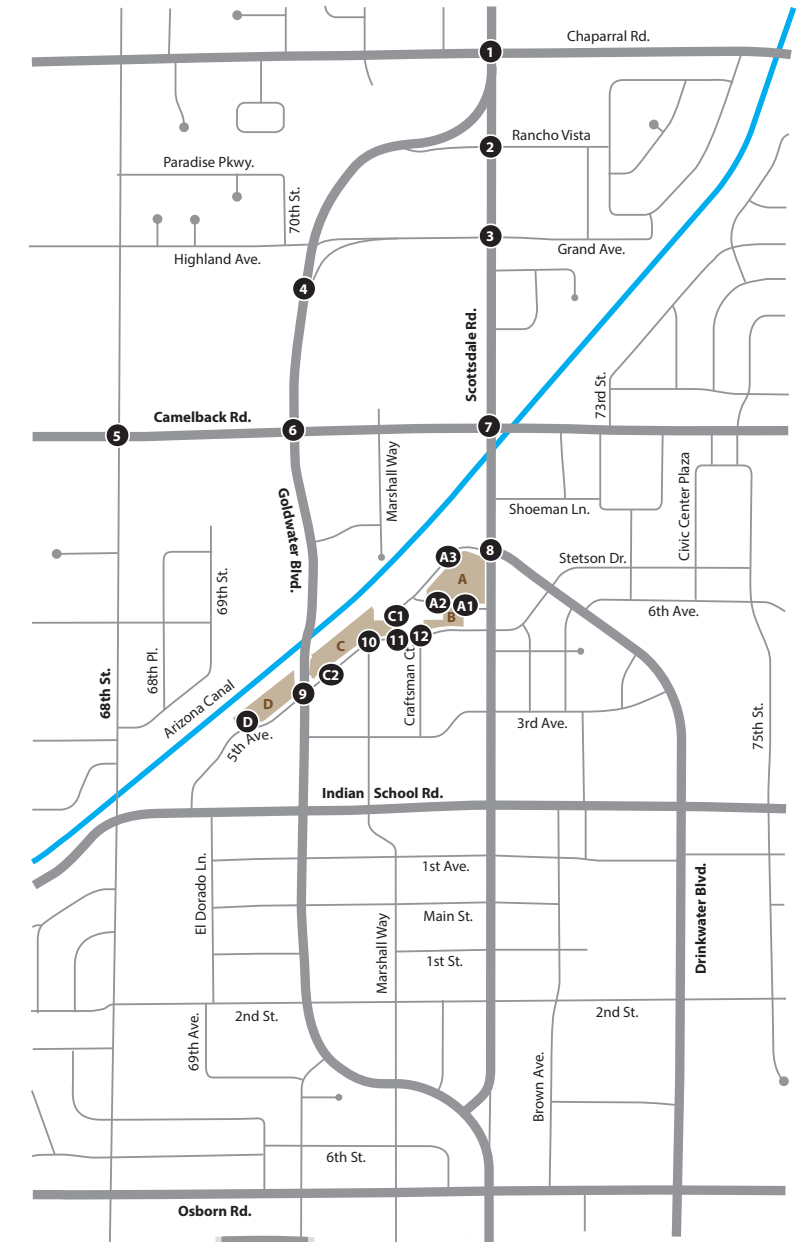 Chaparral Rd.
1
Rancho Vista
2
Paradise Pkwy.
70th St.
3
Grand Ave.
Highland Ave.
4
Scottsdale Rd.
73rd St.
Camelback Rd.
5
6
7
Marshall Way
Civic Center Plaza
Goldwater Blvd.
Shoeman Ln.
8
A3
Stetson Dr.
A
69th St.
A2
A1
6th Ave.
C1
B
10
11
12
C
68th Pl.
C2
Craftsman Ct.
68th St.
Arizona Canal
9
D
D
5th Ave.
3rd Ave.
75th St.
Indian School Rd.
El Dorado Ln.
1st Ave.
Main St.
Drinkwater Blvd.
Marshall Way
1st St.
2nd St.
2nd St.
69th Ave.
Brown Ave.
6th St.
Osborn Rd.